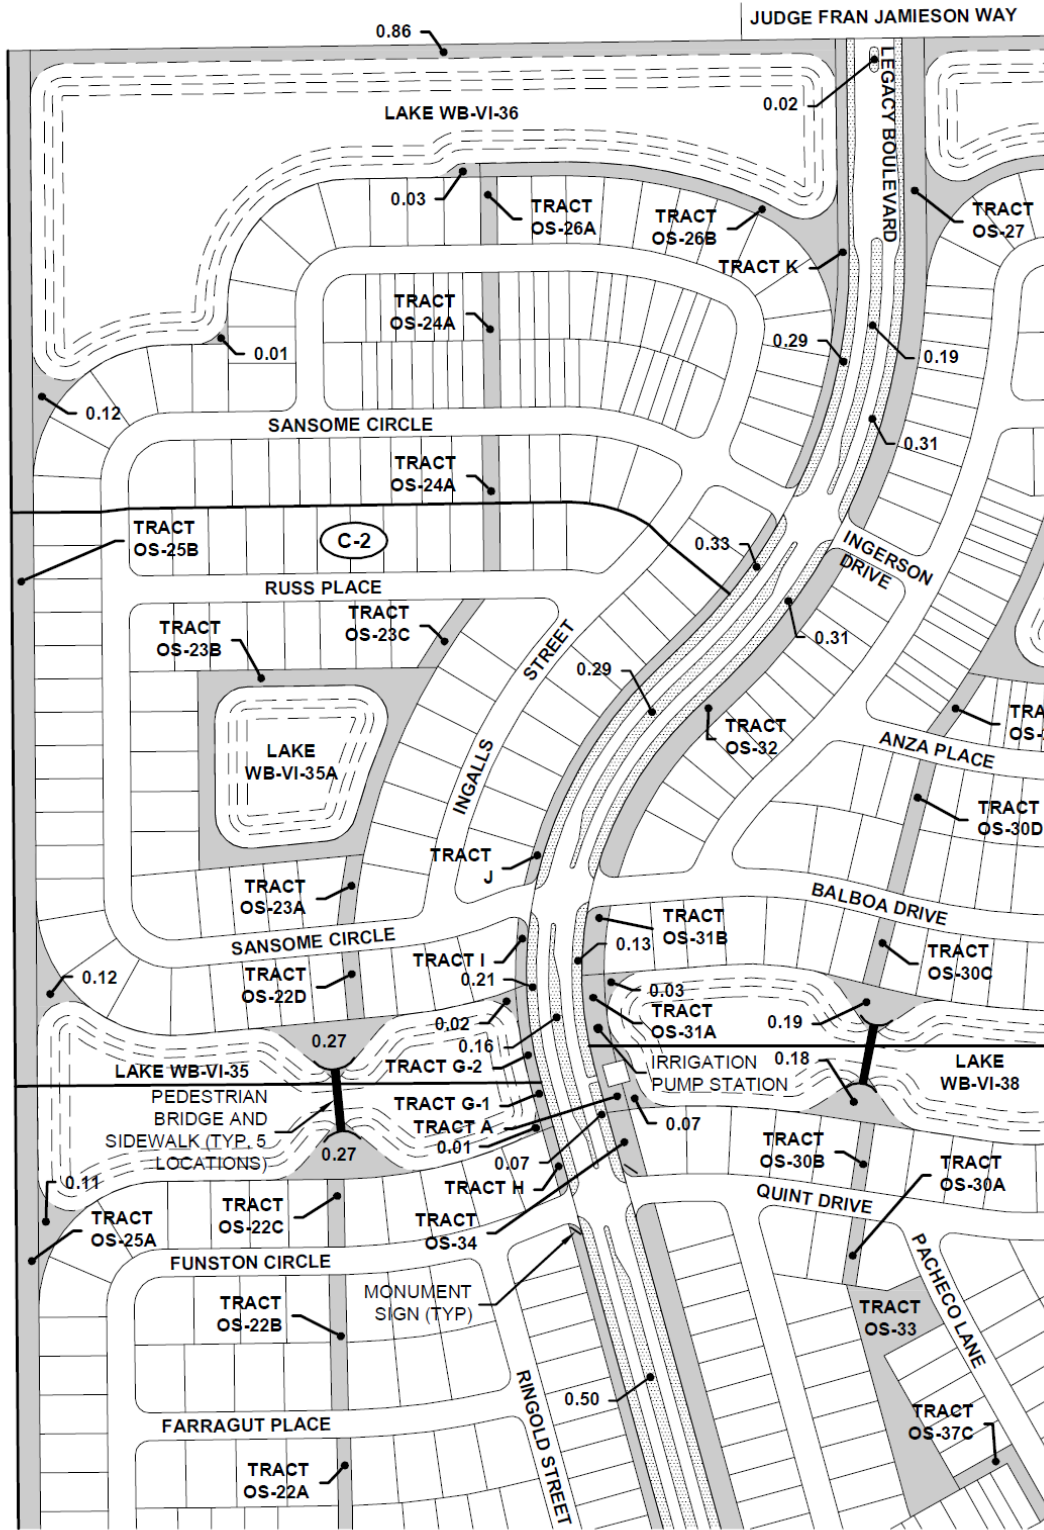 JUDGE FRAN JAMIESON WAY
0.86
LEGACY BOULEVARD
0.02
LAKE WB-VI-36
0.03
TRACT
OS-26A
TRACT
OS-26B
TRACT
OS-27
TRACT K
TRACT
OS-24A
0.01
0.29
0.19
0.12
SANSOME CIRCLE
0.31
TRACT
OS-24A
TRACT
OS-25B
C-2
0.33
INGERSON
DRIVE
RUSS PLACE
TRACT
OS-23C
TRACT
OS-23B
INGALLS
STREET
0.31
0.29
TRACT
OS-32
TRA
OS-
ANZA PLACE
LAKE
WB-VI-35A
TRACT
OS-30D
TRACT
J
TRACT
OS-23A
BALBOA DRIVE
TRACT
OS-31B
SANSOME CIRCLE
0.13
TRACT I
TRACT
OS-30C
0.12
TRACT
OS-22D
0.21
0.03
TRACT
OS-31A
0.02
0.19
0.27
0.16
LAKE WB-VI-35
TRACT G-2
IRRIGATION
PUMP STATION
0.18
LAKE
WB-VI-38
PEDESTRIAN
BRIDGE AND
SIDEWALK (TYP, 5
LOCATIONS)
TRACT G-1
TRACT A
0.01
0.07
0.27
0.07
TRACT
OS-30B
TRACT
OS-30A
0.11
TRACT H
TRACT
OS-22C
QUINT DRIVE
TRACT
OS-25A
TRACT
OS-34
FUNSTON CIRCLE
PACHECO LANE
MONUMENT
SIGN (TYP)
TRACT
OS-22B
TRACT
OS-33
RINGOLD STREET
0.50
FARRAGUT PLACE
TRACT
OS-37C
TRACT
OS-22A